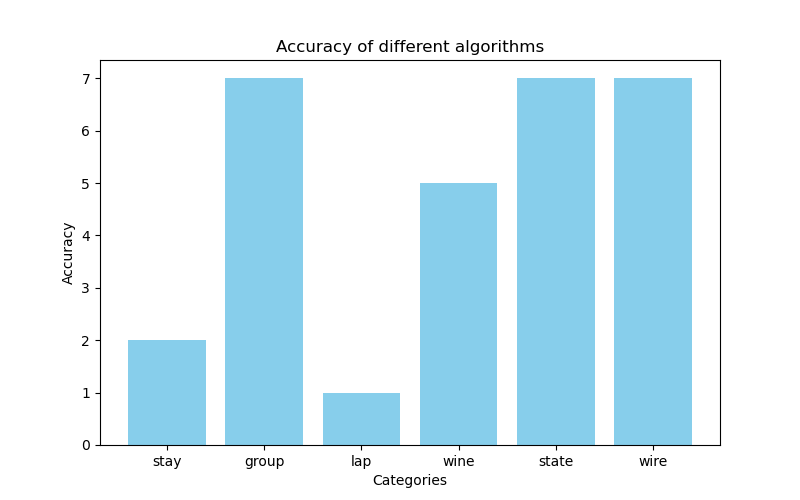 Accuracy of different algorithms
Accuracy
7
6
5
4
3
2
1
0
stay group lap wine state wire
Categories